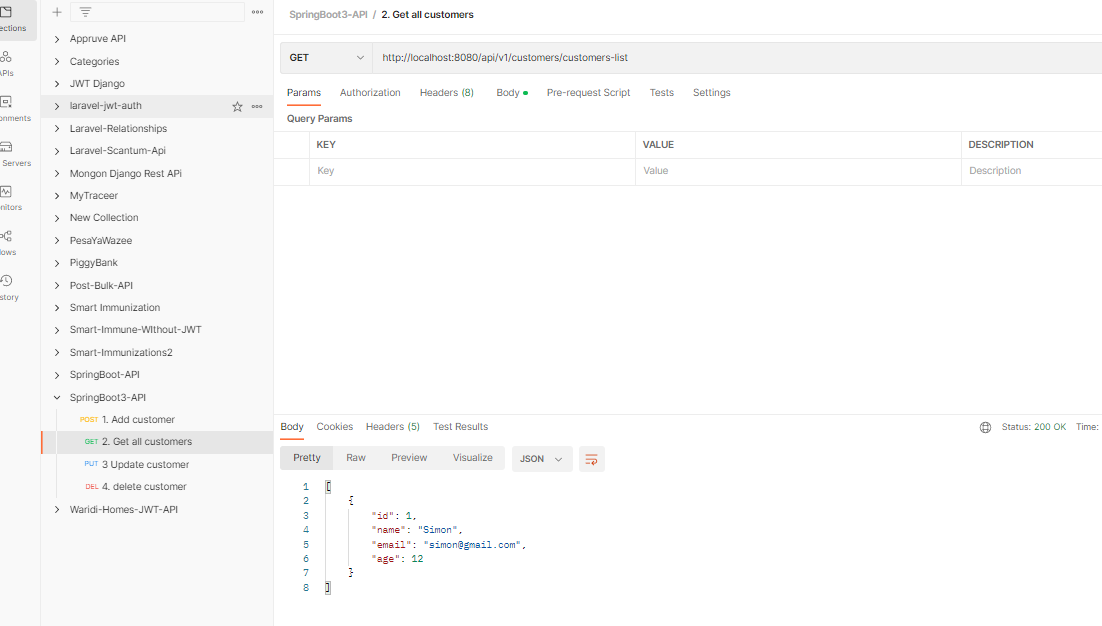 SpringBoot3-API / 2. Get all customers
ections
APIs
onments
Servers
nitors
lows
story
Appruve API
Categories
JWT Django
laravel-jwt-auth
Laravel-Relationships
Laravel-Scantum-Api
Mongon Django Rest APi
MyTraceer
New Collection
PesaYaWazee
PiggyBank
Post-Bulk-API
Smart Immunization
Smart-Immune-WIthout-JWT
Smart-Immunizations2
SpringBoot-API
SpringBoot3-API
POST 1. Add customer
GET 2. Get all customers
PUT 3 Update customer
DEL 4. delete customer
Waridi-Homes-JWT-API
GET http://localhost:8080/api/v1/customers/customers-list
Params Authorization Headers (8) Body Pre-request Script Tests Settings
Query Params
KEY VALUE DESCRIPTION
Key Value Description
Body Cookies Headers (5) Test Results Status: 200 OK Time:
Pretty Raw Preview Visualize JSON
1 [
2 {
3 "id": 1,
4 "name": "Simon",
5 "email": "simon@gmail.com",
6 "age": 12
7 }
8 ]